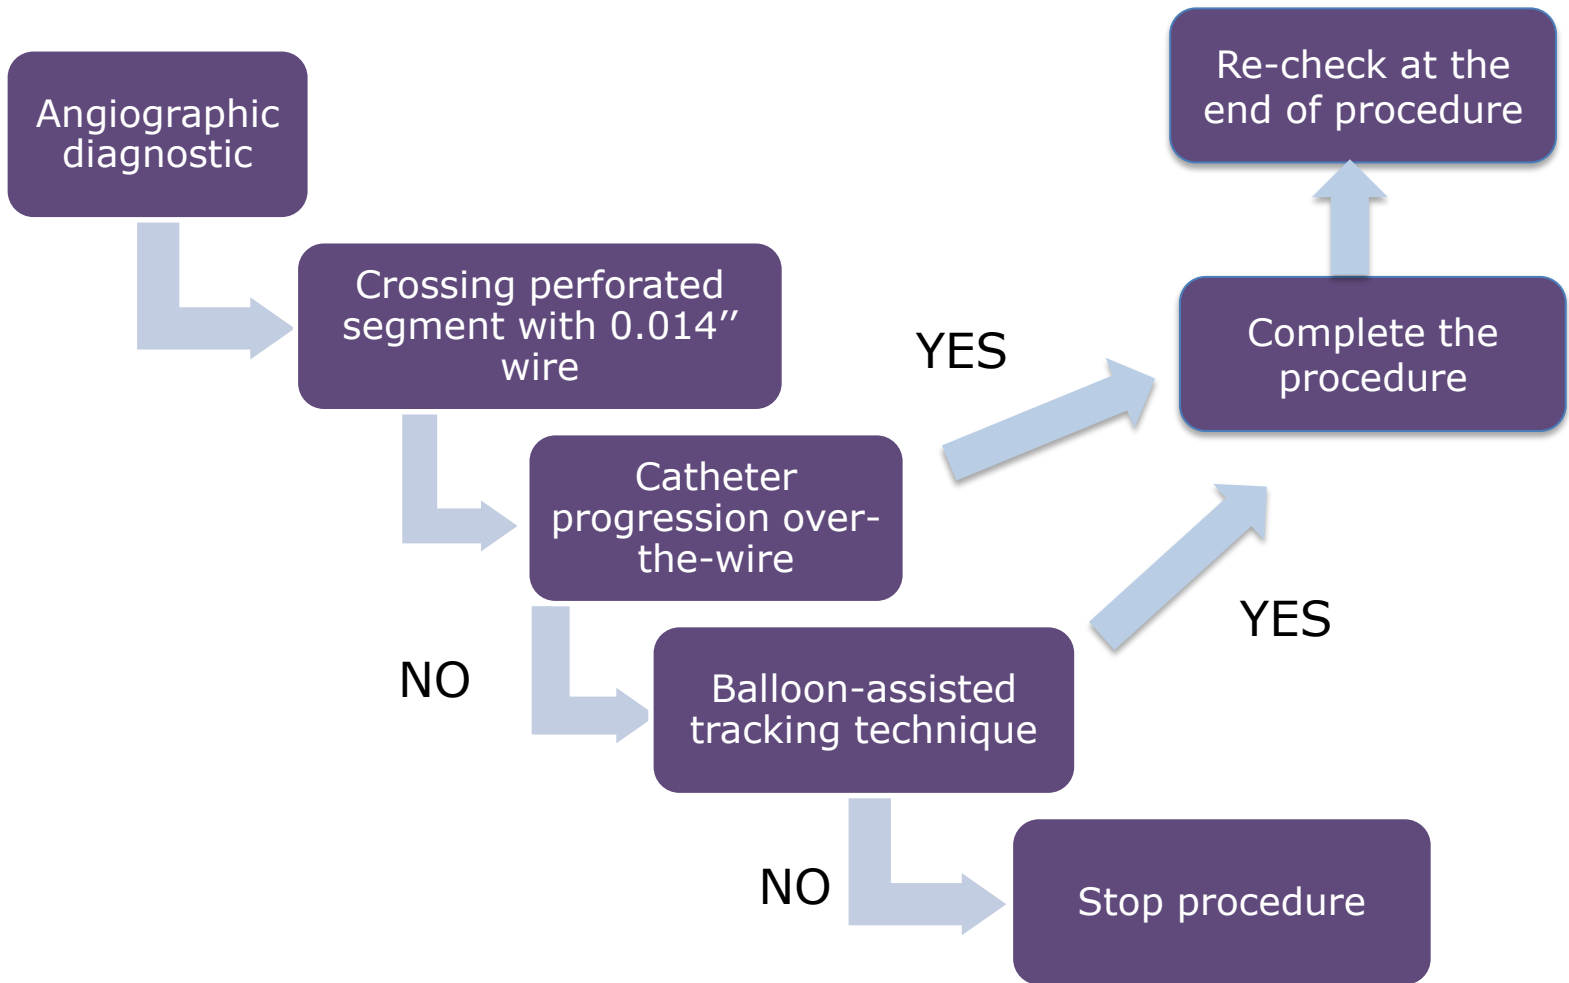 Angiographic
diagnostic
Crossing perforated
segment with 0.014’’
wire
Catheter
progression over-
the-wire
YES
NO
Balloon-assisted
tracking technique
YES
NO
Stop procedure
Complete the
procedure
Re-check at the
end of procedure